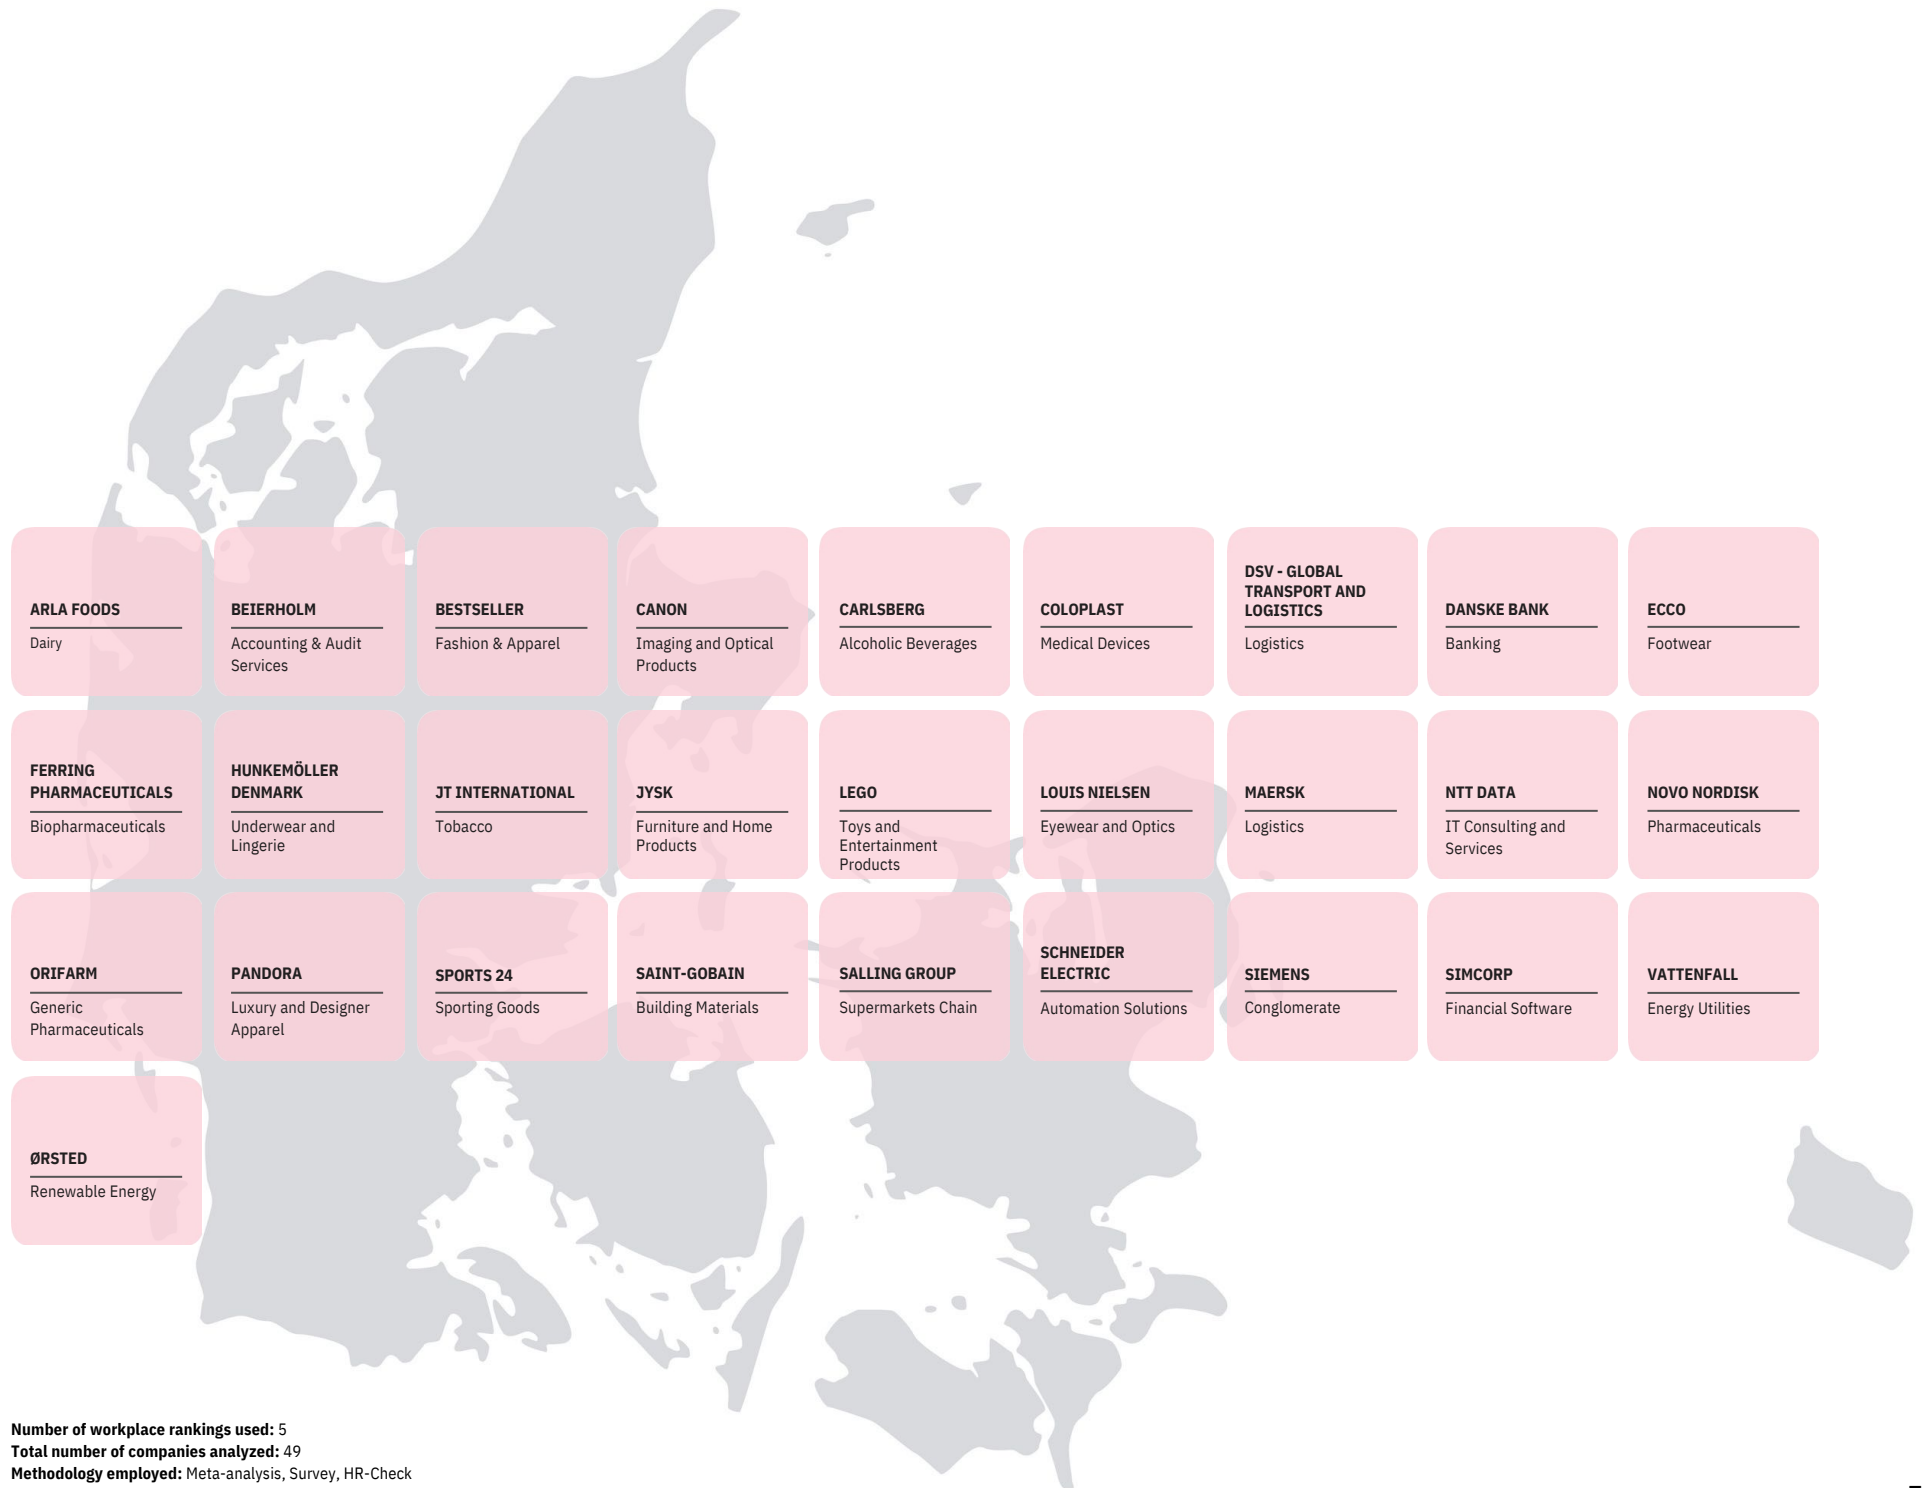 ARLA FOODS
Dairy
BEIERHOLM
Accounting & Audit
Services
BESTSELLER
Fashion & Apparel
CANON
Imaging and Optical
Products
CARLSBERG
Alcoholic Beverages
COLOPLAST
Medical Devices
DSV - GLOBAL
TRANSPORT AND
LOGISTICS
Logistics
DANSKE BANK
Banking
ECCO
Footwear
FERRING
PHARMACEUTICALS
Biopharmaceuticals
HUNKEMÖLLER
DENMARK
Underwear and
Lingerie
JT INTERNATIONAL
Tobacco
JYSK
Furniture and Home
Products
LEGO
Toys and
Entertainment
Products
LOUIS NIELSEN
Eyewear and Optics
MAERSK
Logistics
NTT DATA
IT Consulting and
Services
NOVO NORDISK
Pharmaceuticals
ORIFARM
Generic
Pharmaceuticals
PANDORA
Luxury and Designer
Apparel
SPORTS 24
Sporting Goods
SAINT-GOBAIN
Building Materials
SALLING GROUP
Supermarkets Chain
SCHNEIDER
ELECTRIC
Automation Solutions
SIEMENS
Conglomerate
SIMCORP
Financial Software
VATTENFALL
Energy Utilities
ØRSTED
Renewable Energy
Number of workplace rankings used: 5
Total number of companies analyzed: 49
Methodology employed: Meta-analysis, Survey, HR-Check